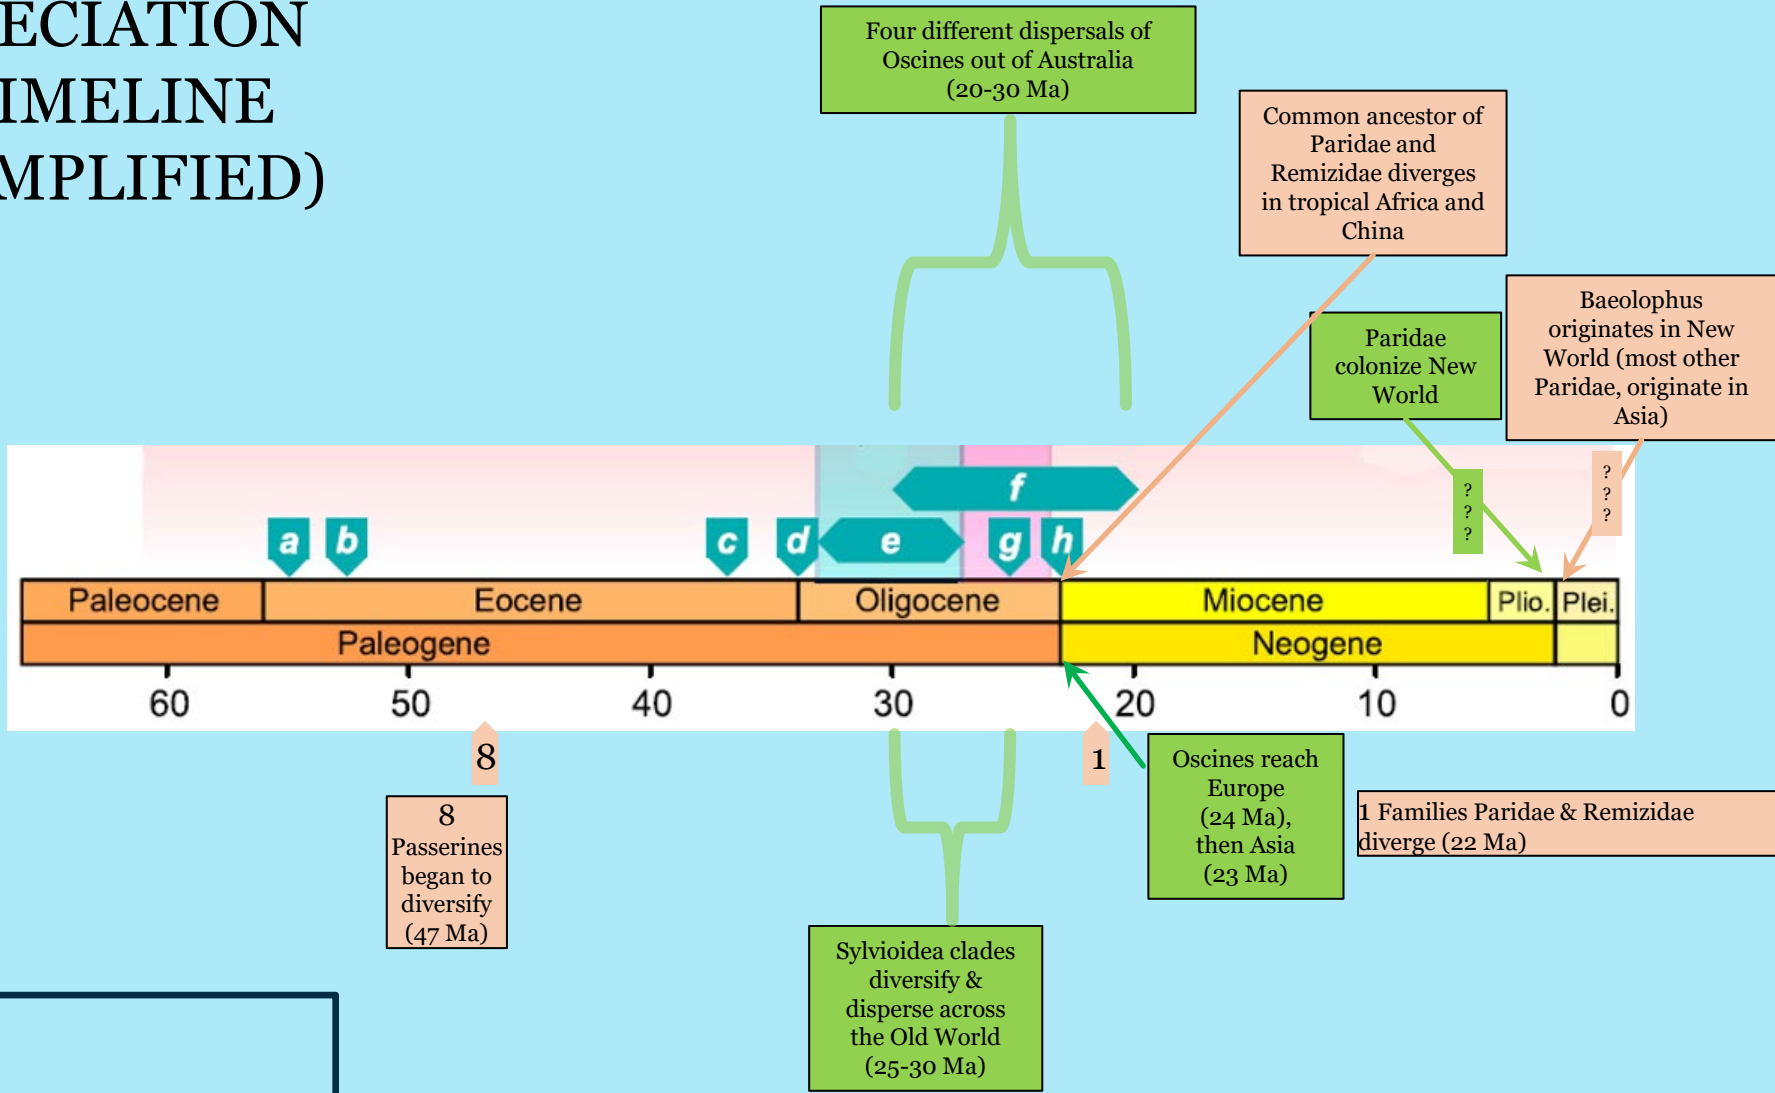 ECIATION
IMELINE
MPLIFIED)
Four different dispersals of
Oscines out of Australia
(20-30 Ma)
Common ancestor of
Paridae and
Remizidae diverges
in tropical Africa and
China
Paridae
colonize New
World
Baeolophus
originates in New
World (most other
Paridae, originate in
Asia)
?
?
?
?
?
?
f
a
b
c
d
e
g
h
Paleocene
Eocene
Oligocene
Miocene
Plio.
Plei.
Paleogene
Neogene
60
50
40
30
20
10
0
8
1
8
Passerines
began to
diversify
(47 Ma)
Oscines reach
Europe
(24 Ma),
then Asia
(23 Ma)
1 Families Paridae & Remizidae
diverge (22 Ma)
Sylvioidea clades
diversify &
disperse across
the Old World
(25-30 Ma)